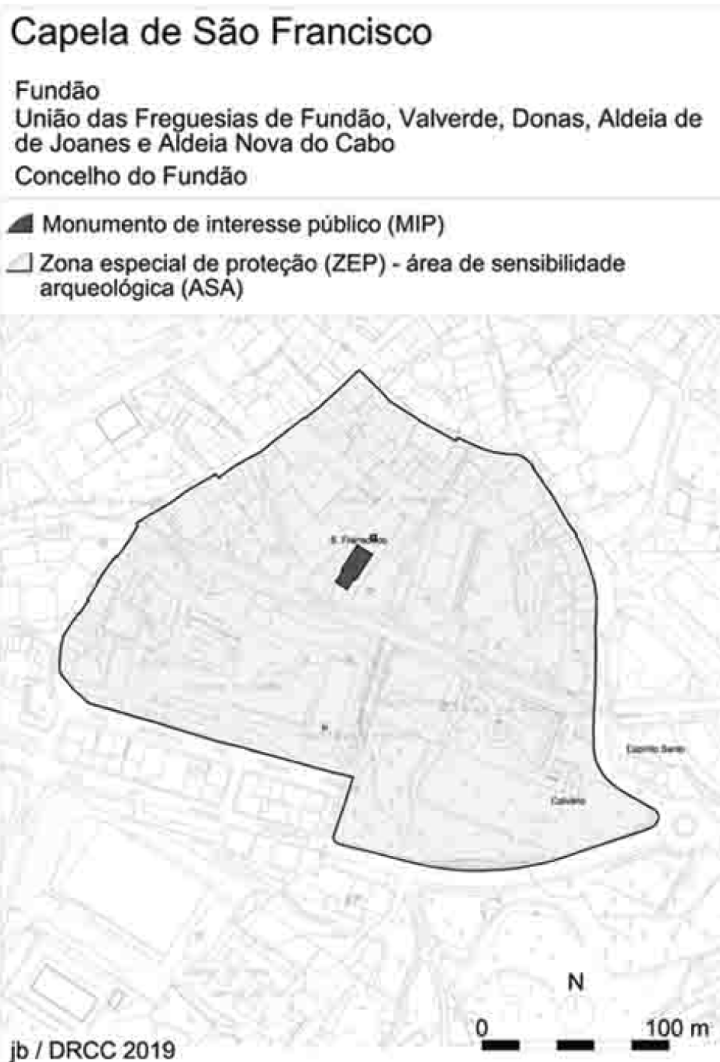 Capela de São Francisco
Fundão
União das Freguesias de Fundão, Valverde, Donas, Aldeia de
de Joanes e Aldeia Nova do Cabo
Concelho do Fundão
Monumento de interesse público (MIP)
Zona especial de proteção (ZEP) - área de sensibilidade
arqueológica (ASA)
S. Francisco
Espírito Santo
Calvário
N
0 100 m
jb / DRCC 2019